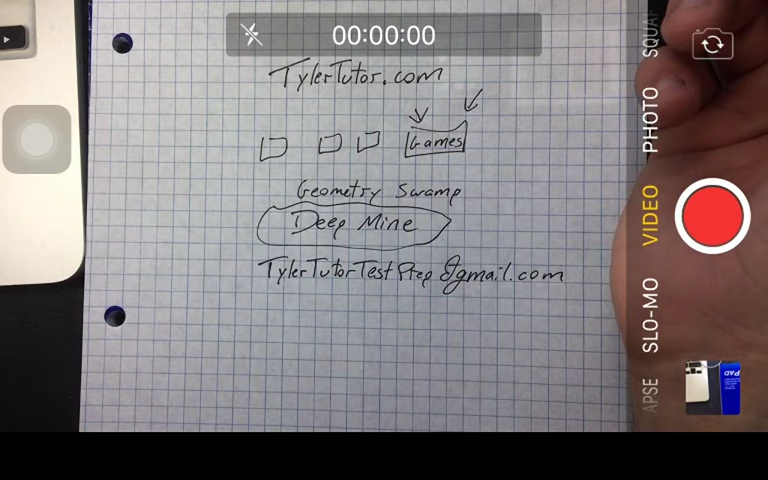 00:00:00
TylerTutor.com
Games
Geometry Swamp
Deep Mine
TylerTutorTestPrep@gmail.com
SQUA
PHOTO
VIDEO
SLO-MO
APSE
PAD